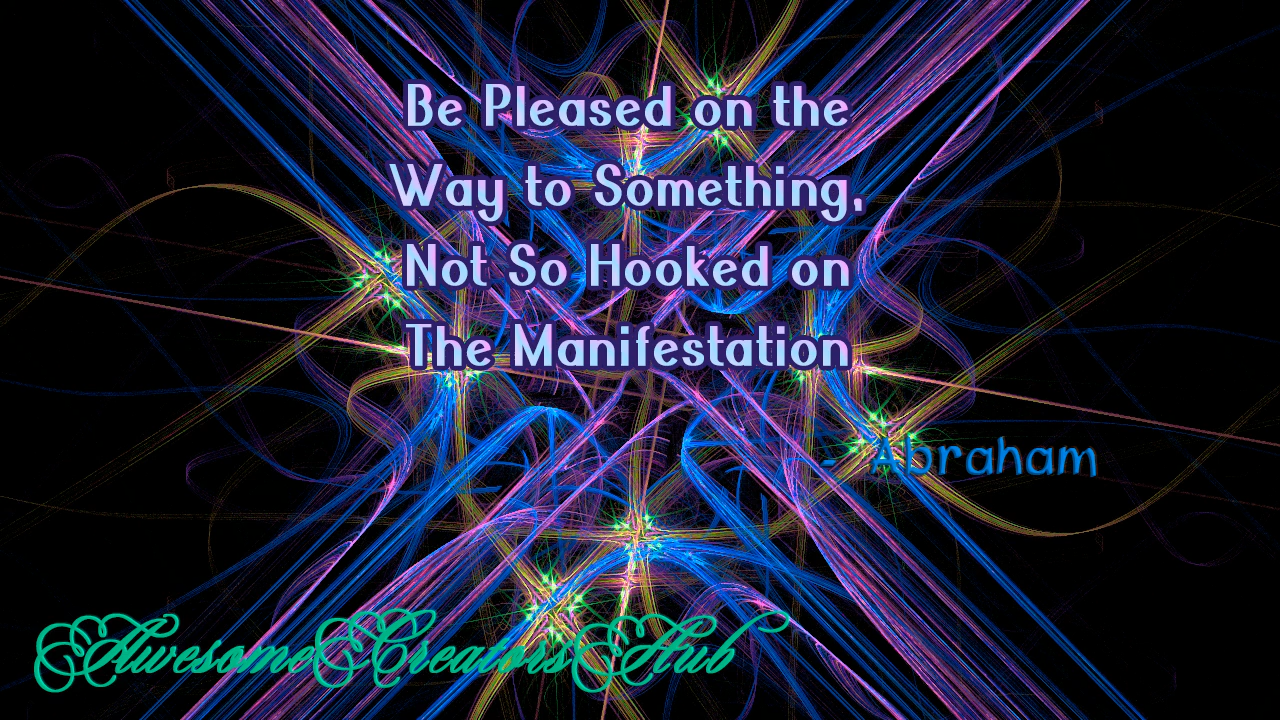 Be Pleased on the
Way to Something,
Not So Hooked on
The Manifestation
- Abraham
AwesomeCreatorsHub